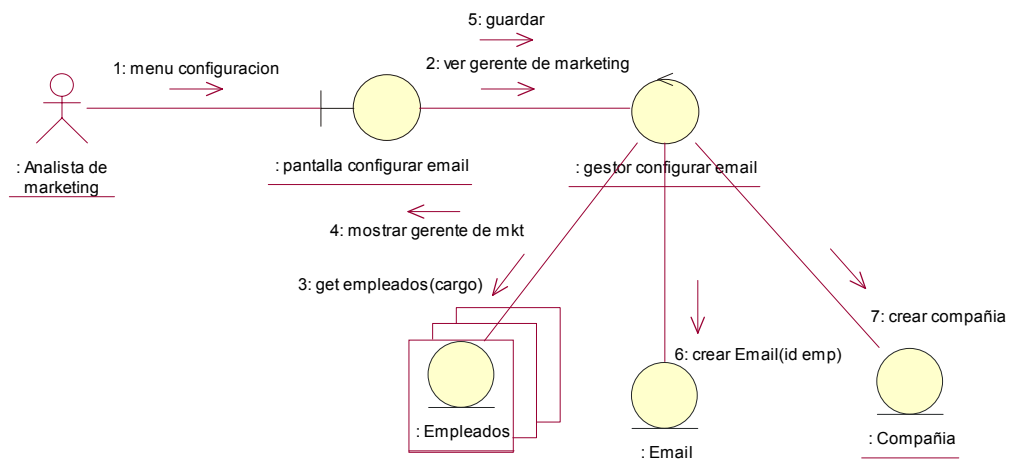 5: guardar
1: menu configuracion
2: ver gerente de marketing
: Analista de
marketing
: pantalla configurar email
: gestor configurar email
4: mostrar gerente de mkt
3: get empleados(cargo)
7: crear compañia
6: crear Email(id emp)
: Empleados
: Email
: Compañia